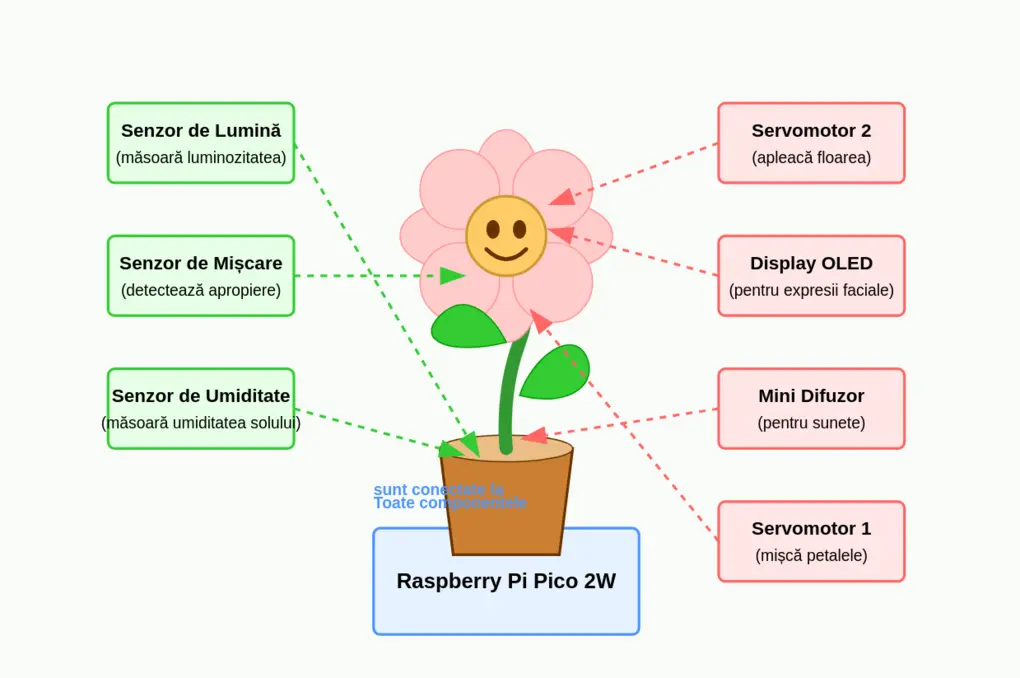 Senzor de Lumină
(măsoară luminozitatea)
Senzor de Mișcare
(detectează apropiere)
Senzor de Umiditate
(măsoară umiditatea solului)
Servomotor 2
(apleacă floarea)
Display OLED
(pentru expresii faciale)
Mini Difuzor
(pentru sunete)
Servomotor 1
(mișcă petalele)
sunt conectate la
Toate componentele
Raspberry Pi Pico 2W